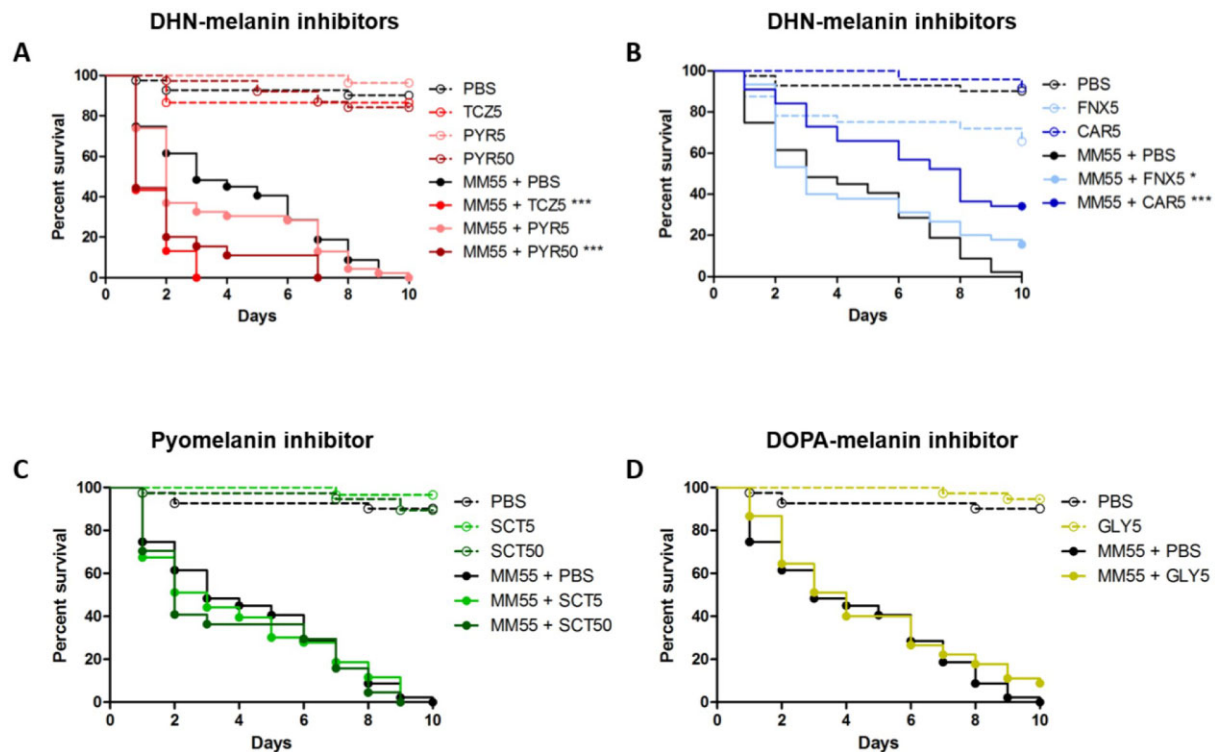 DHN-melanin inhibitors
A
Percent survival
100
80
60
40
20
0
0 2 4 6 8 10
Days
PBS
TCZ5
PYR5
PYR50
MM55 + PBS
MM55 + TCZ5 ***
MM55 + PYR5
MM55 + PYR50 ***
DHN-melanin inhibitors
B
Percent survival
100
80
60
40
20
0
0 2 4 6 8 10
Days
PBS
FNX5
CAR5
MM55 + PBS
MM55 + FNX5 *
MM55 + CAR5 ***
Pyomelanin inhibitor
C
Percent survival
100
80
60
40
20
0
0 2 4 6 8 10
Days
PBS
SCT5
SCT50
MM55 + PBS
MM55 + SCT5
MM55 + SCT50
DOPA-melanin inhibitor
D
Percent survival
100
80
60
40
20
0
0 2 4 6 8 10
Days
PBS
GLY5
MM55 + PBS
MM55 + GLY5